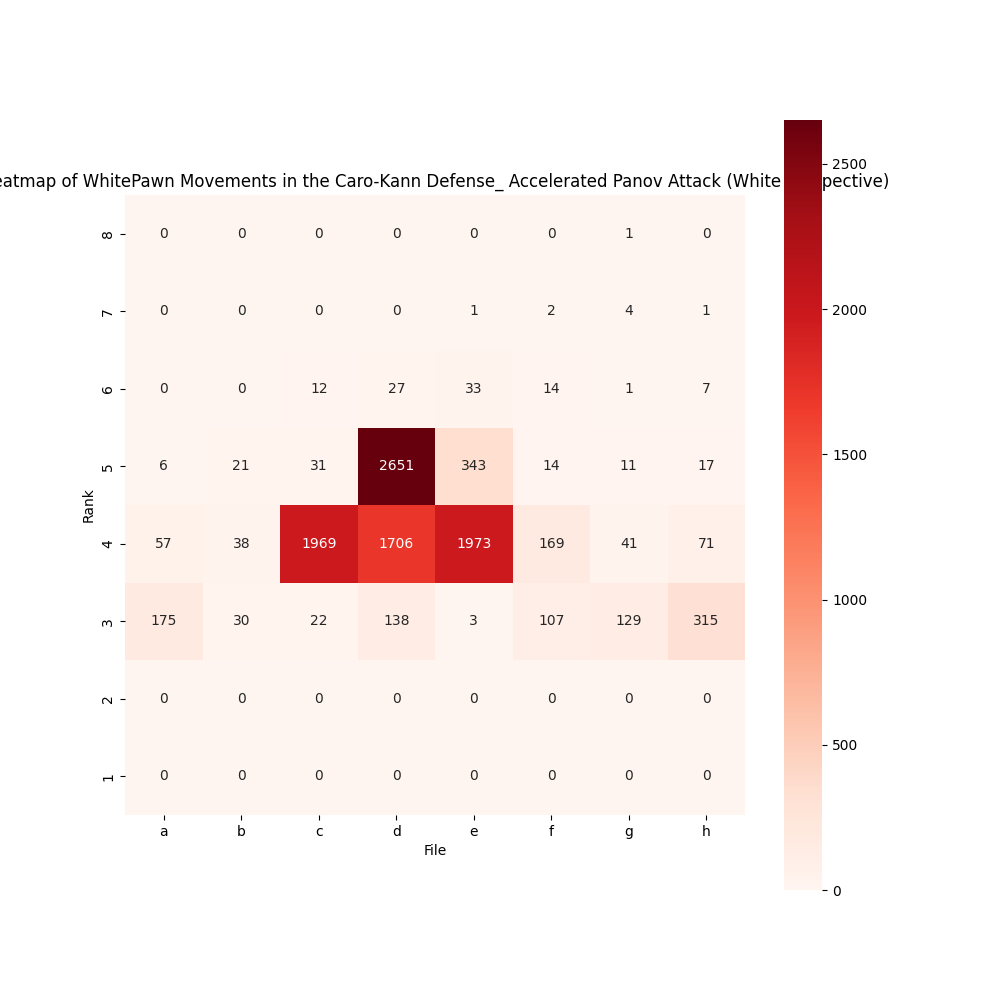 eatmap of WhitePawn Movements in the Caro-Kann Defense_ Accelerated Panov Attack (White pective)
Rank
8 0 0 0 0 0 0 1 0
7 0 0 0 0 1 2 4 1
6 0 0 12 27 33 14 1 7
5 6 21 31 2651 343 14 11 17
4 57 38 1969 1706 1973 169 41 71
3 175 30 22 138 3 107 129 315
2 0 0 0 0 0 0 0 0
1 0 0 0 0 0 0 0 0
a b c d e f g h
File
2500
2000
1500
1000
500
0